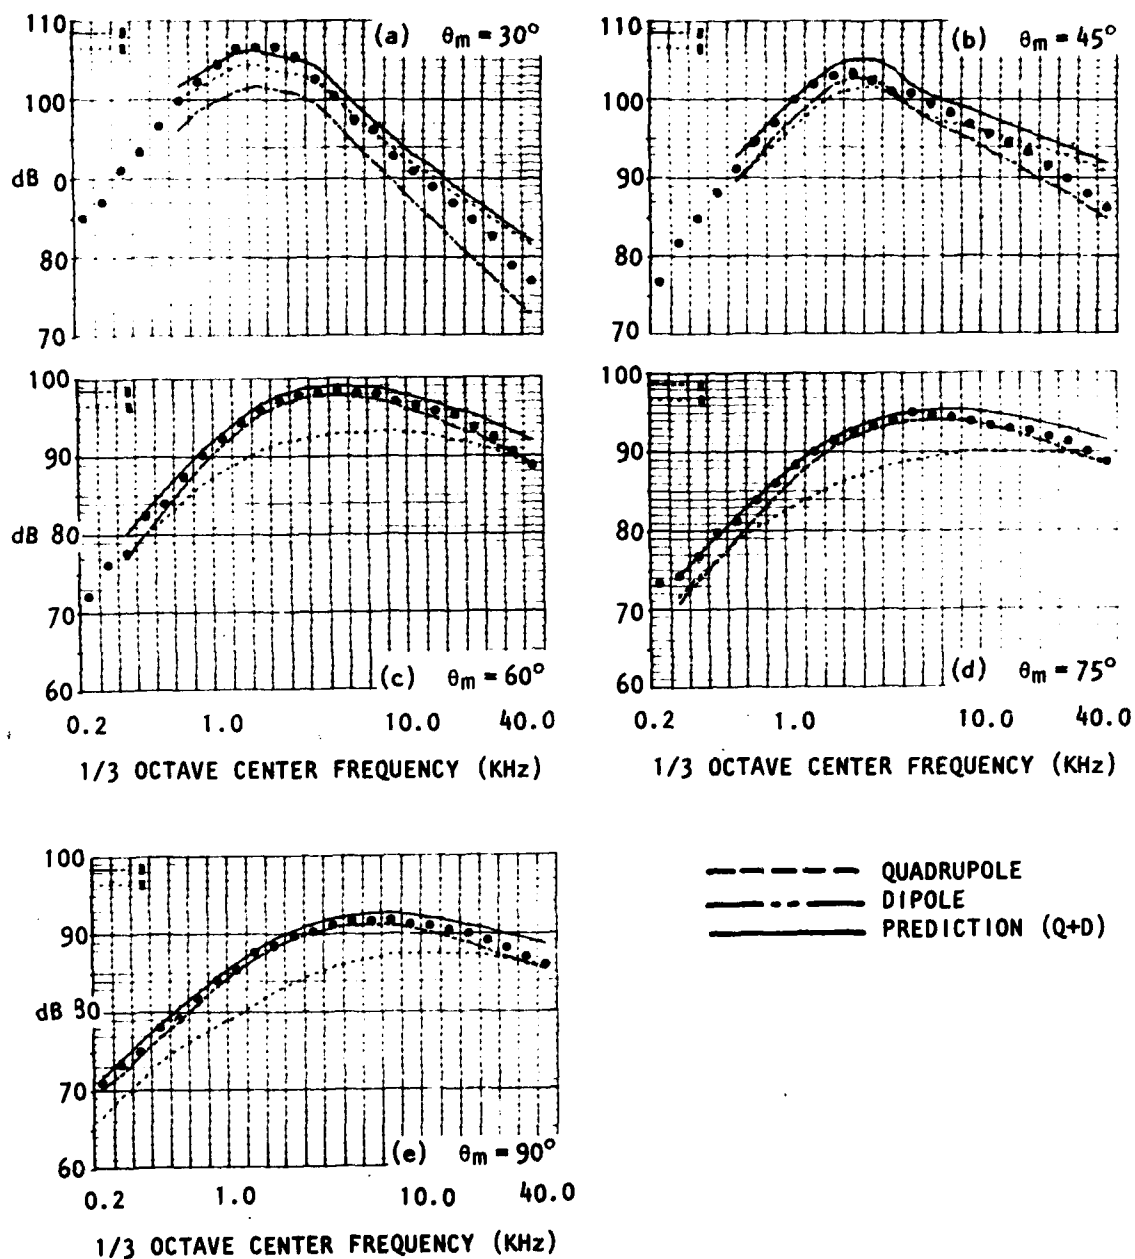 110
(a) θm = 30°
100
dB 0
80
70
110
(b) θm = 45°
100
90
80
70
100
90
dB 80
70
60
(c) θm = 60°
0.2 1.0 10.0 40.0
1/3 OCTAVE CENTER FREQUENCY (KHz)
100
90
80
70
60
(d) θm = 75°
0.2 1.0 10.0 40.0
1/3 OCTAVE CENTER FREQUENCY (KHz)
100
90
dB 80
70
60
(e) θm = 90°
0.2 1.0 10.0 40.0
1/3 OCTAVE CENTER FREQUENCY (KHz)
QUADRUPOLE
DIPOLE
PREDICTION (Q+D)